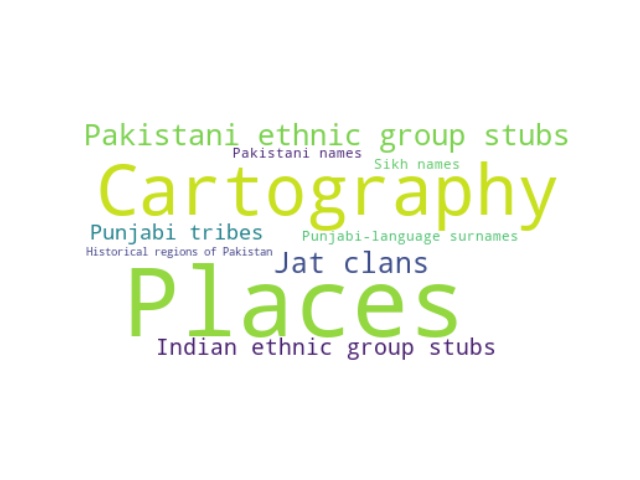 Pakistani ethnic group stubs
Pakistani names
Sikh names
Cartography
Punjabi tribes
Punjabi-language surnames
Historical regions of Pakistan
Jat clans
Places
Indian ethnic group stubs